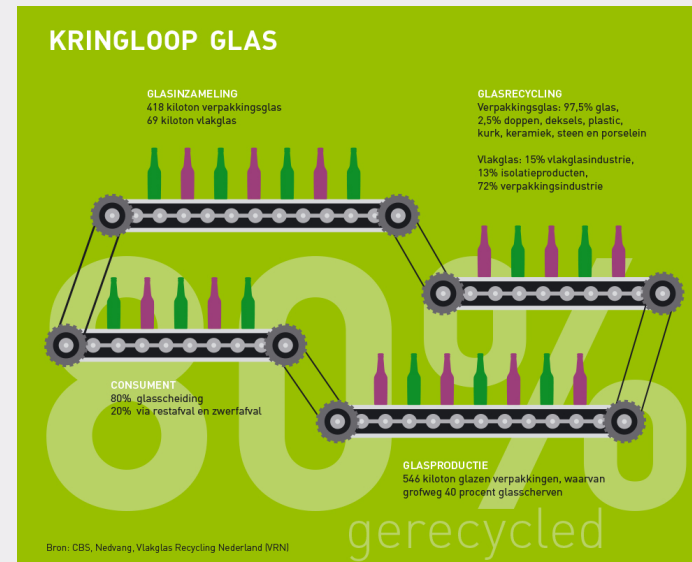 KRINGLOOP GLAS
GLASINZAMELING
418 kiloton verpakkingsglas
69 kiloton vlakglas
GLASRECYCLING
Verpakkingsglas: 97,5% glas,
2,5% doppen, deksels, plastic,
kurk, keramiek, steen en porselein
Vlakglas: 15% vlakglasindustrie,
13% isolatieproducten,
72% verpakkingsindustrie
80%
CONSUMENT
80% glasscheiding
20% via restafval en zwerfafval
GLASPRODUCTIE
546 kiloton glazen verpakkingen, waarvan
grofweg 40 procent glasscherven
gerecycled
Bron: CBS, Nedvang, Vlakglas Recycling Nederland (VRN)